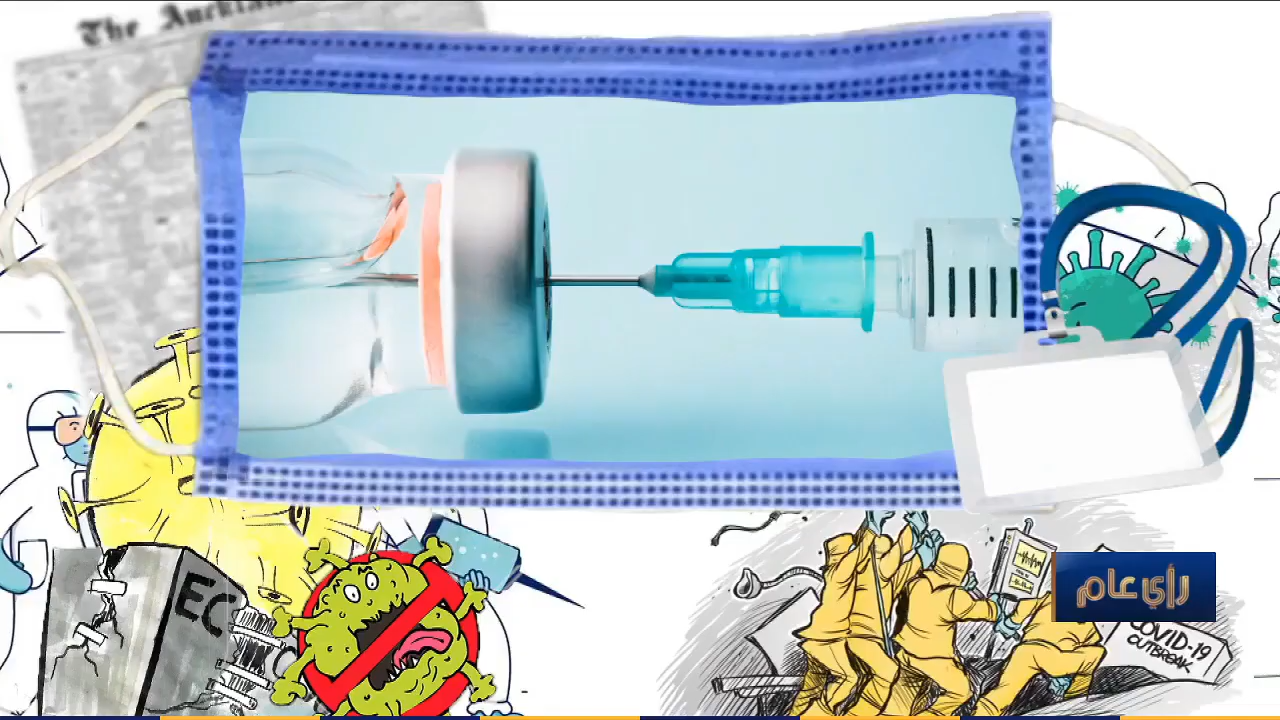 The Auckland
EC
رأي عام
COVID-19
OUTBREAK